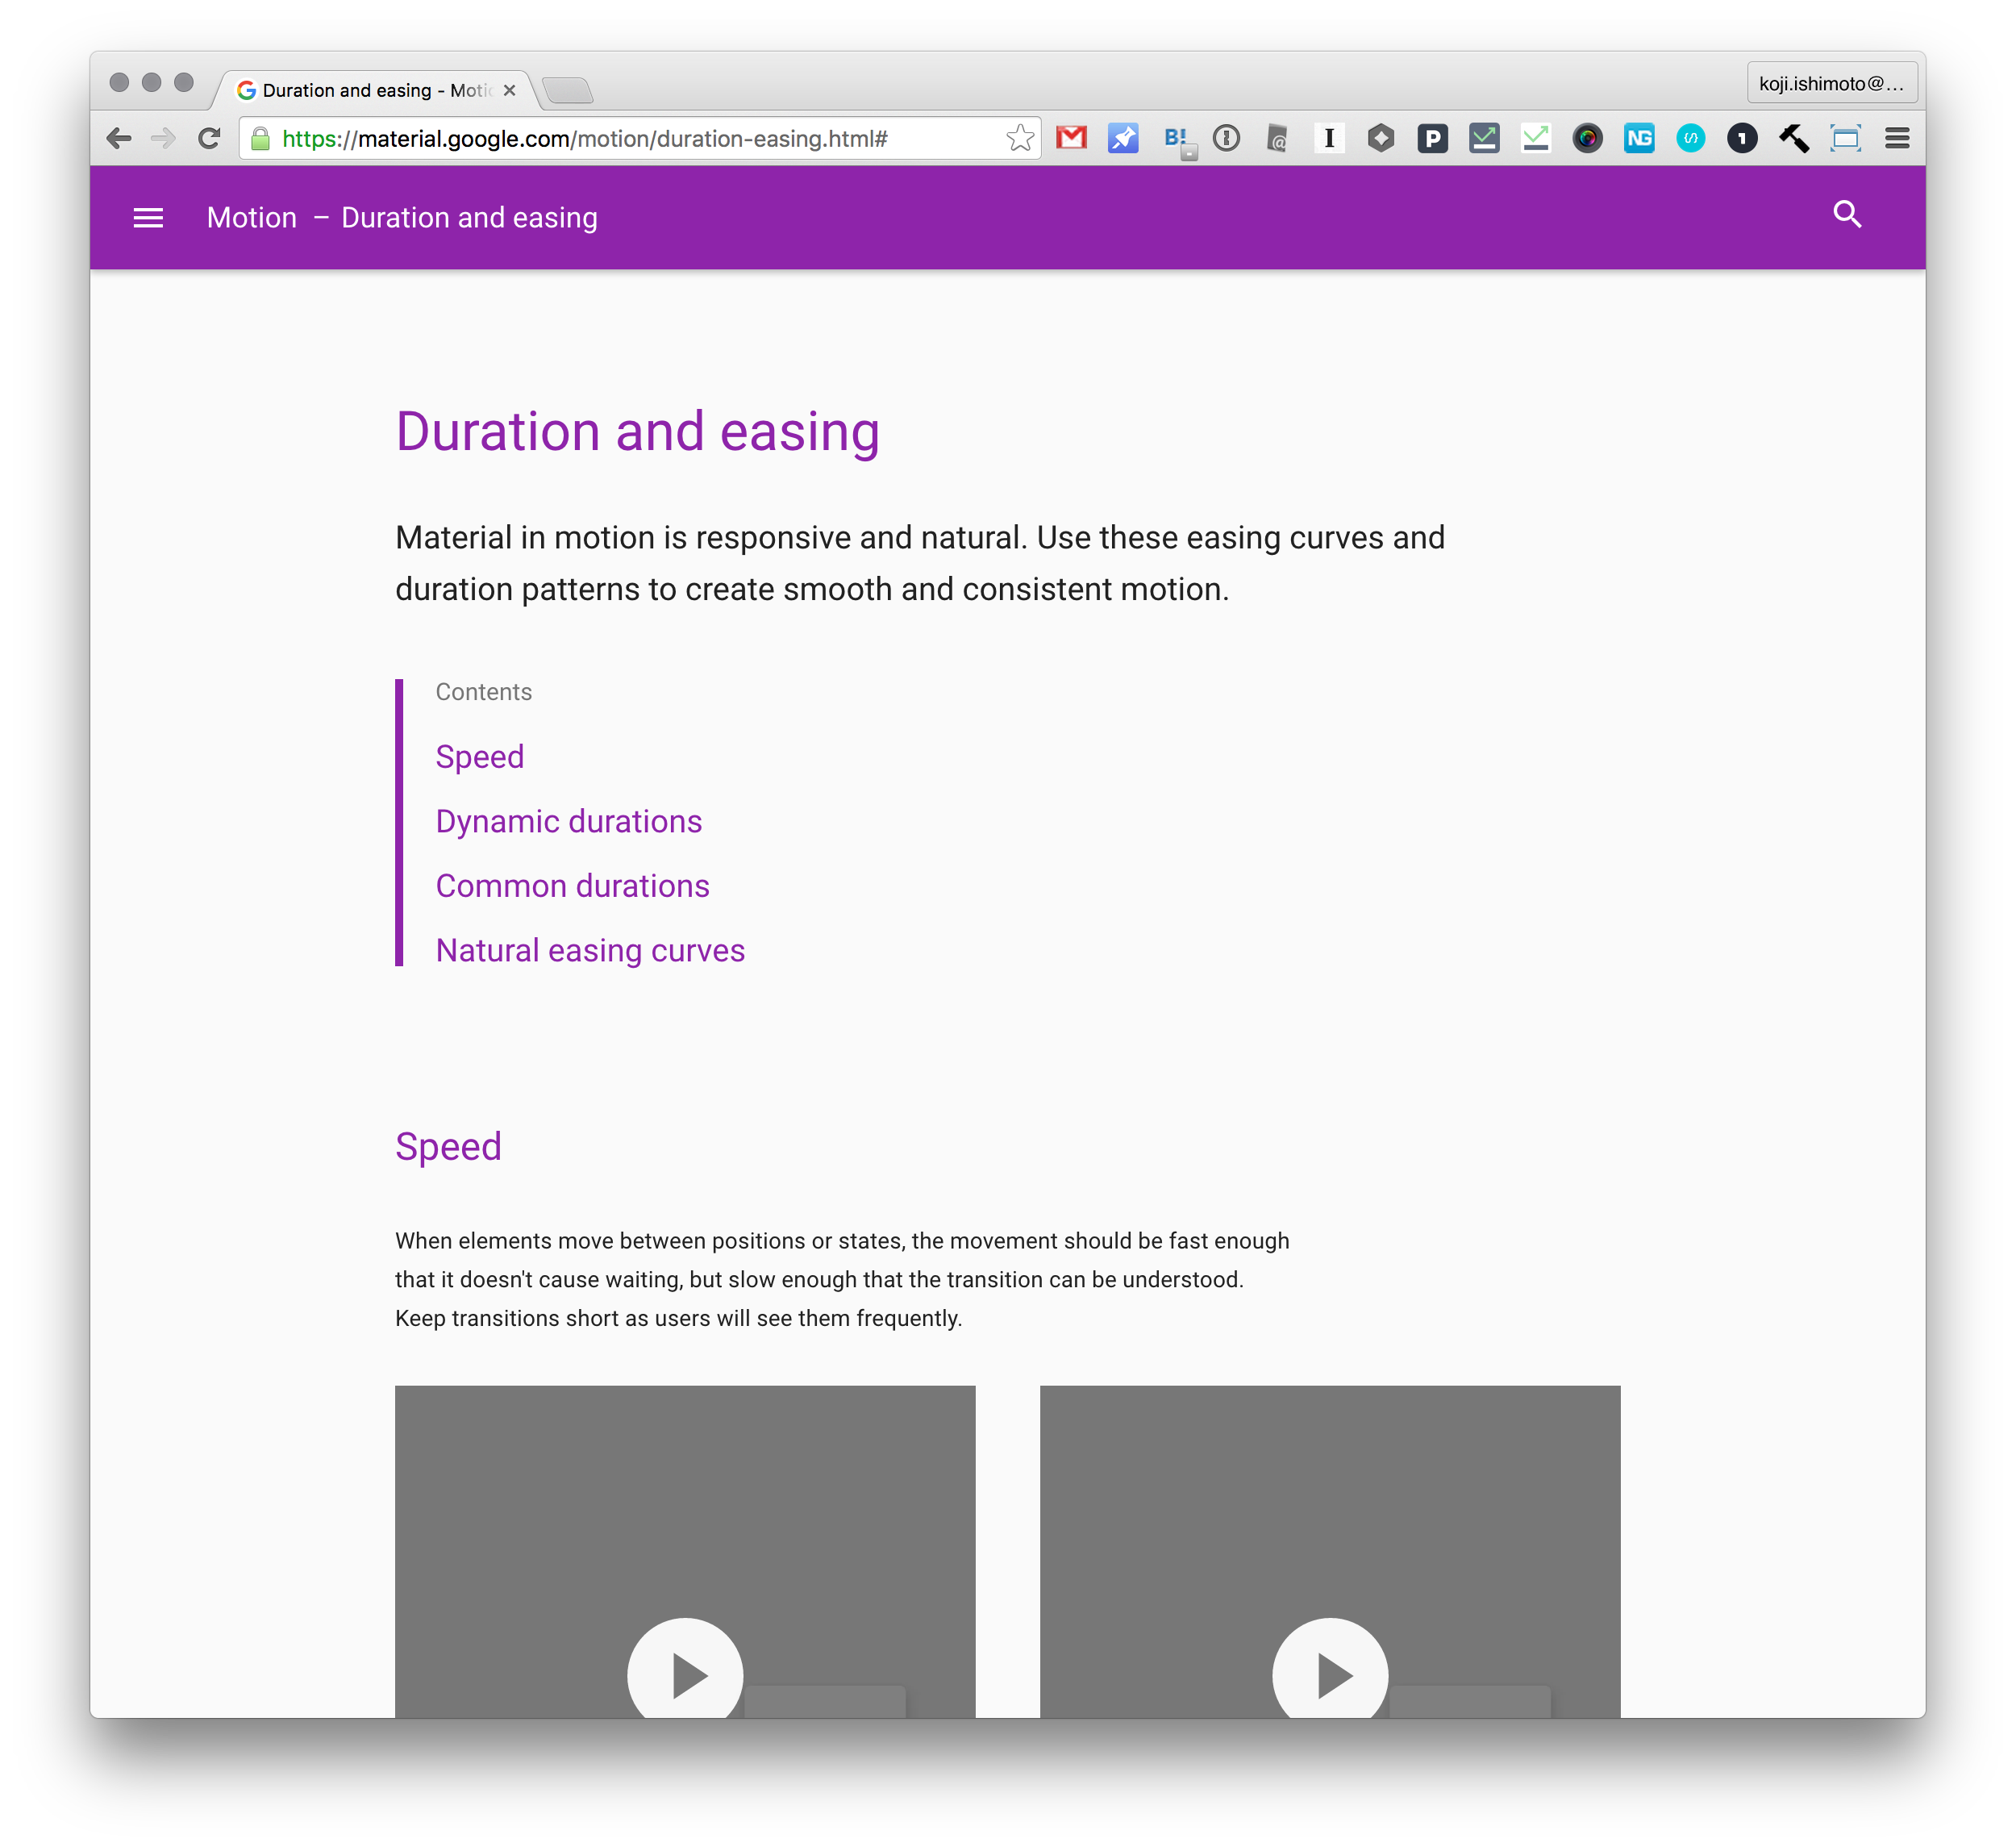 Duration and easing - Moti
koji.ishimoto@...
https://material.google.com/motion/duration-easing.html#
B!
@
I
P
NG
{/}
1
Motion – Duration and easing
Duration and easing
Material in motion is responsive and natural. Use these easing curves and
duration patterns to create smooth and consistent motion.
Contents
Speed
Dynamic durations
Common durations
Natural easing curves
Speed
When elements move between positions or states, the movement should be fast enough
that it doesn't cause waiting, but slow enough that the transition can be understood.
Keep transitions short as users will see them frequently.